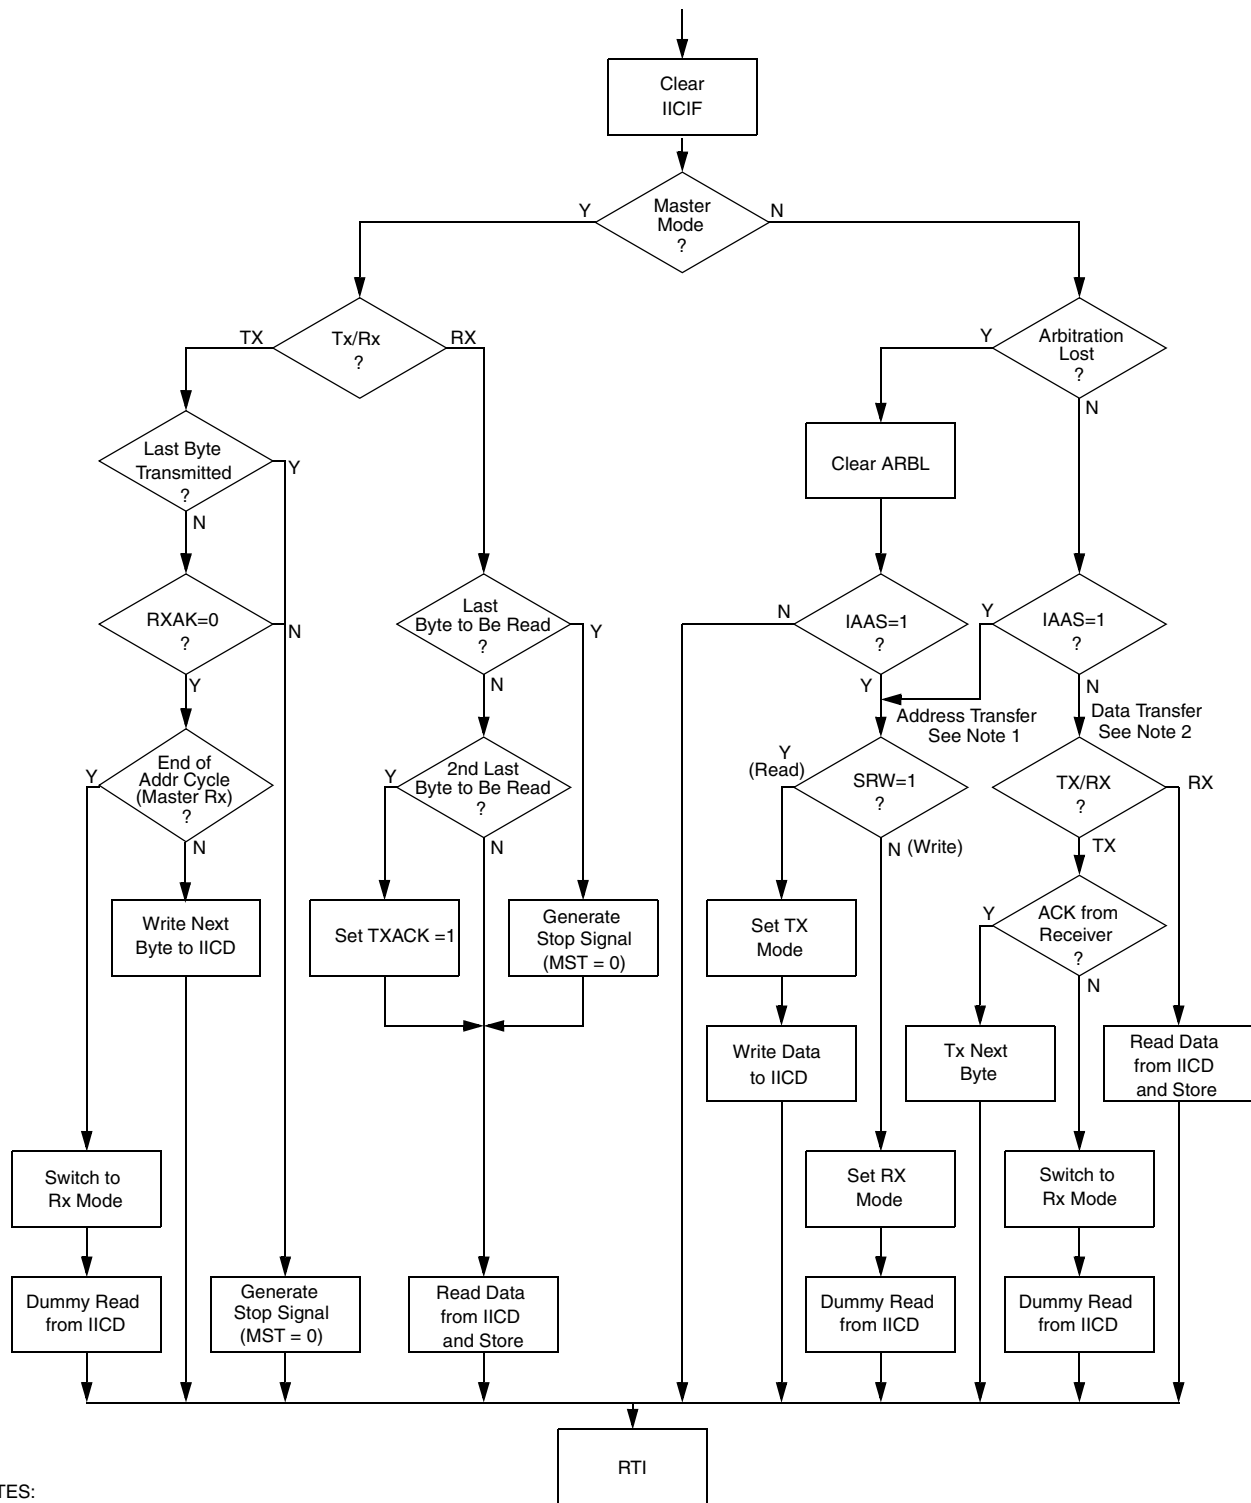 Clear
IICIF
Master
Mode
?
Y
N
Tx/Rx
?
TX
RX
Arbitration
Lost
?
Y
N
Last Byte
Transmitted
?
Y
N
Clear ARBL
RXAK=0
?
N
Y
Last
Byte to Be Read
?
Y
N
IAAS=1
?
N
Y
IAAS=1
?
Y
N
Address Transfer
See Note 1
Data Transfer
See Note 2
End of
Addr Cycle
(Master Rx)
?
Y
N
2nd Last
Byte to Be Read
?
Y
N
Y
(Read)
SRW=1
?
N (Write)
TX/RX
?
RX
TX
Write Next
Byte to IICD
Set TXACK =1
Generate
Stop Signal
(MST = 0)
Set TX
Mode
Y
ACK from
Receiver
?
N
Write Data
to IICD
Tx Next
Byte
Read Data
from IICD
and Store
Switch to
Rx Mode
Set RX
Mode
Switch to
Rx Mode
Dummy Read
from IICD
Generate
Stop Signal
(MST = 0)
Read Data
from IICD
and Store
Dummy Read
from IICD
Dummy Read
from IICD
RTI
TES: